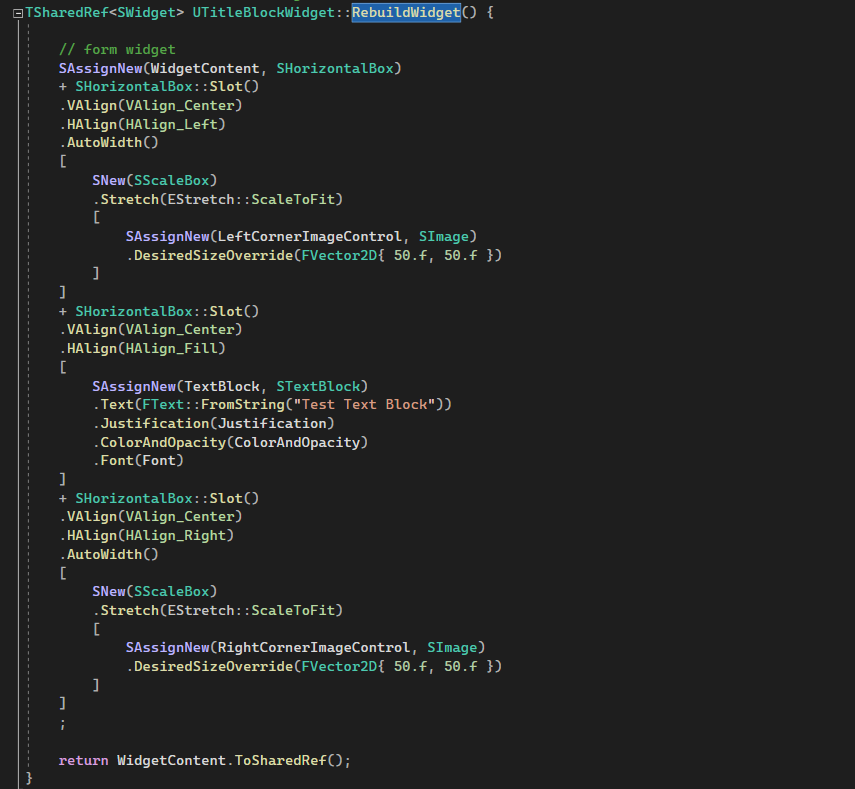 TSharedRef<SWidget> UTitleBlockWidget::RebuildWidget() {
// form widget
SAssignNew(WidgetContent, SHorizontalBox)
+ SHorizontalBox::Slot()
.VAlign(VAlign_Center)
.HAlign(HAlign_Left)
.AutoWidth()
[
SNew(SScaleBox)
.Stretch(EStretch::ScaleToFit)
[
SAssignNew(LeftCornerImageControl, SImage)
.DesiredSizeOverride(FVector2D{ 50.f, 50.f })
]
]
+ SHorizontalBox::Slot()
.VAlign(VAlign_Center)
.HAlign(HAlign_Fill)
[
SAssignNew(TextBlock, STextBlock)
.Text(FText::FromString("Test Text Block"))
.Justification(Justification)
.ColorAndOpacity(ColorAndOpacity)
.Font(Font)
]
+ SHorizontalBox::Slot()
.VAlign(VAlign_Center)
.HAlign(HAlign_Right)
.AutoWidth()
[
SNew(SScaleBox)
.Stretch(EStretch::ScaleToFit)
[
SAssignNew(RightCornerImageControl, SImage)
.DesiredSizeOverride(FVector2D{ 50.f, 50.f })
]
]
;
return WidgetContent.ToSharedRef();
}